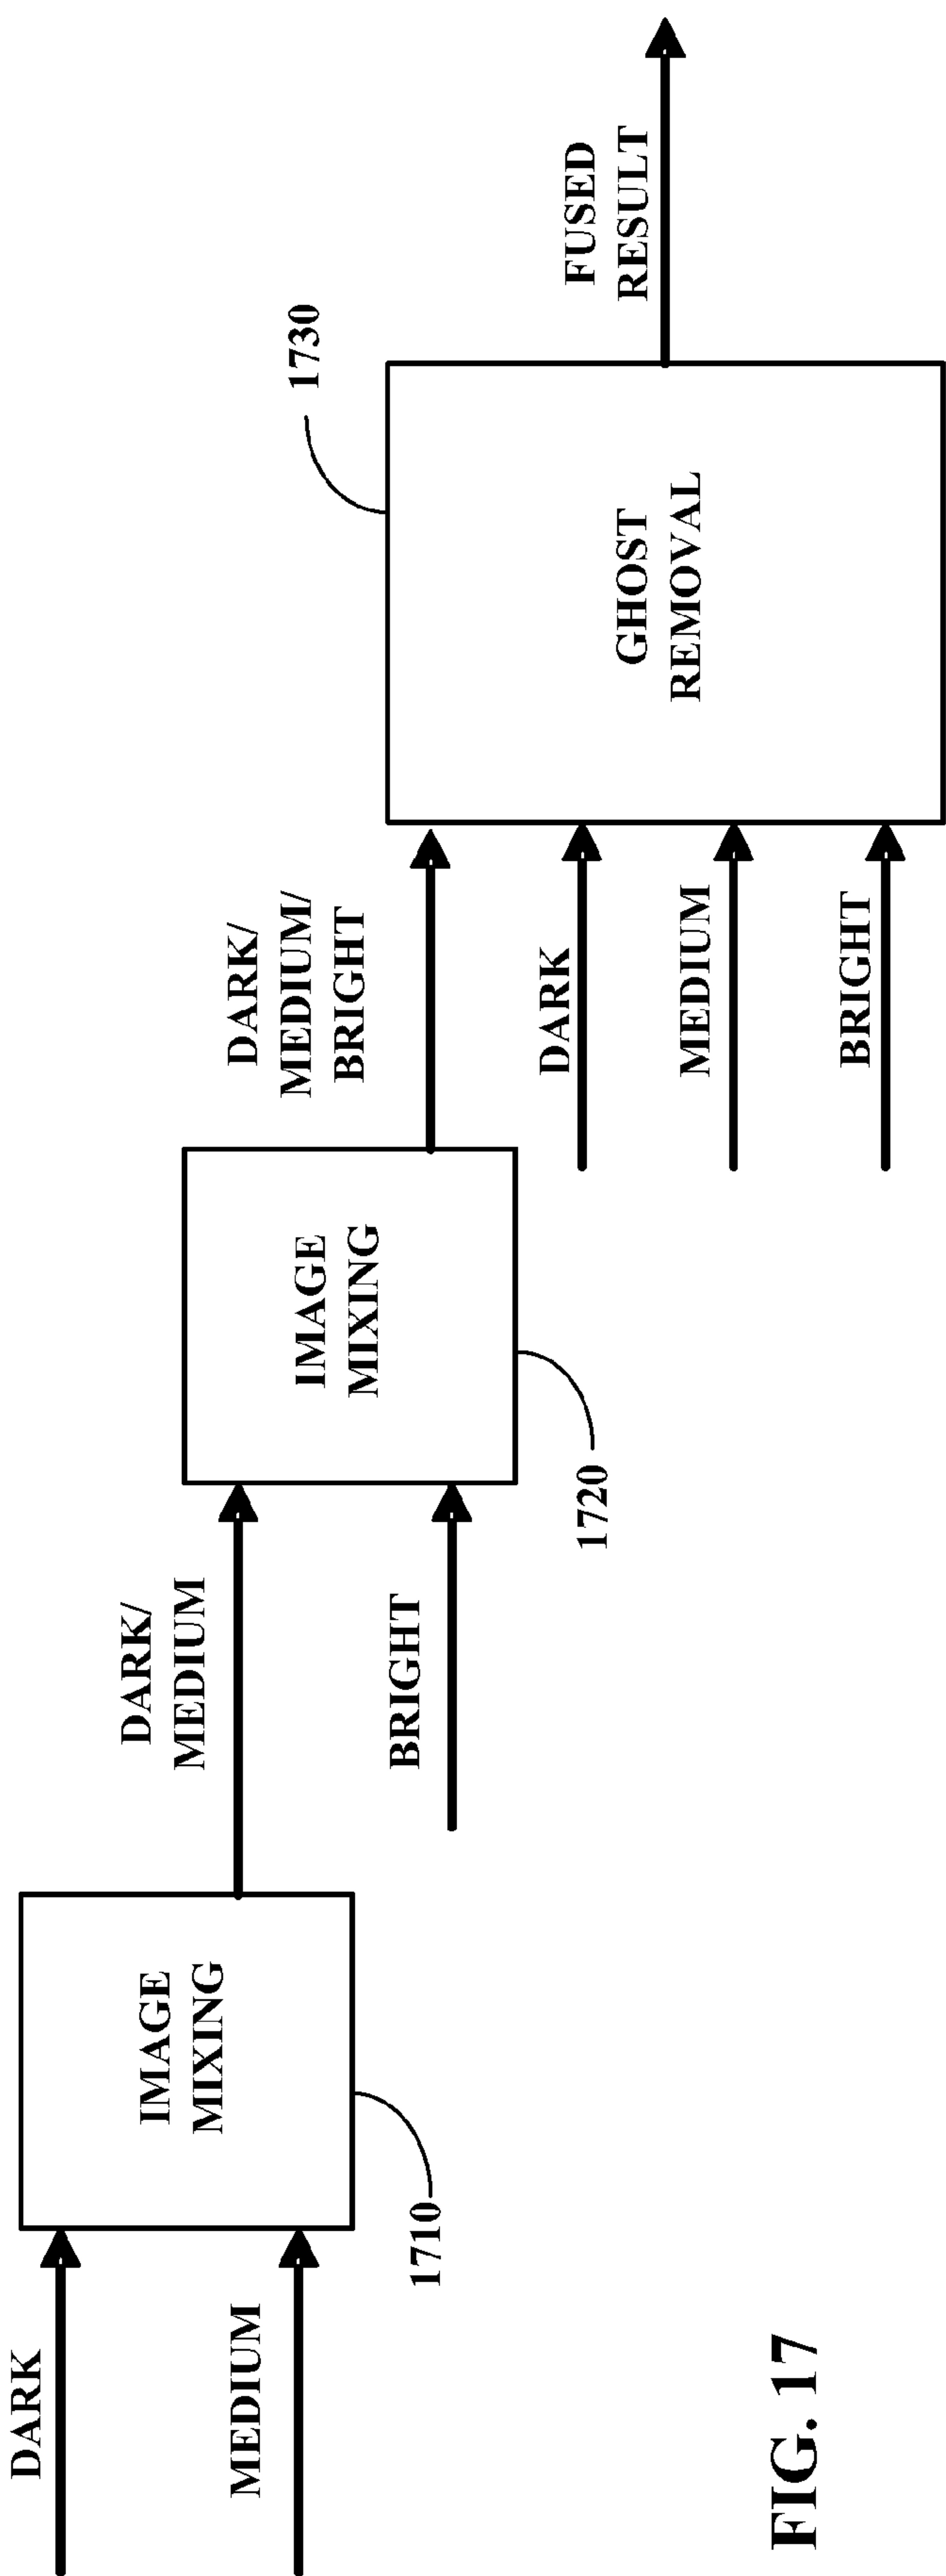 DARK
MEDIUM
IMAGE
MIXING
1710
DARK/
MEDIUM
BRIGHT
IMAGE
MIXING
1720
DARK/
MEDIUM/
BRIGHT
DARK
MEDIUM
BRIGHT
GHOST
REMOVAL
1730
FUSED
RESULT
FIG. 17